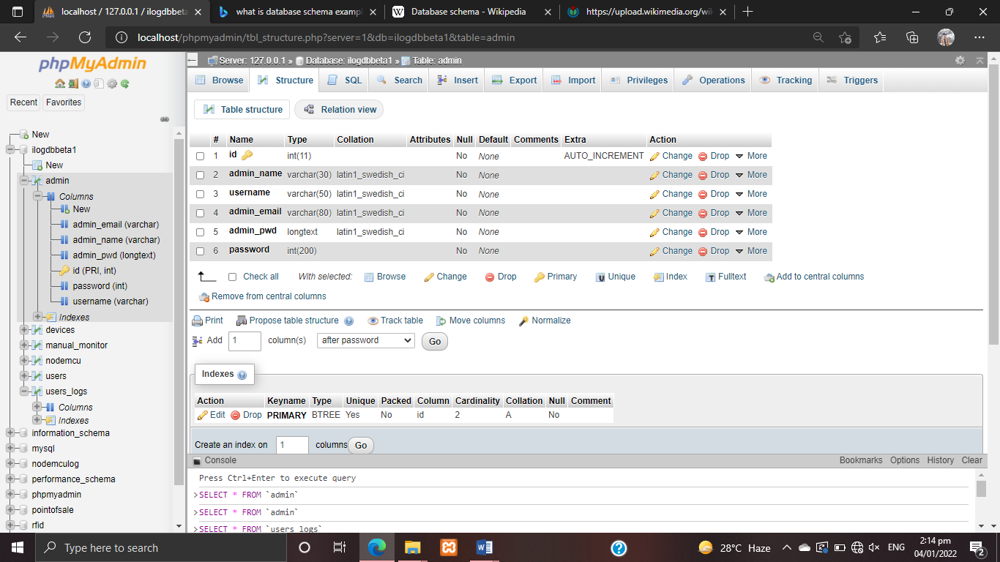 localhost / 127.0.0.1 / ilogdbbeta
what is database schema exampl
W Database schema - Wikipedia
https://upload.wikimedia.org/wi
localhost/phpmyadmin/tbl_structure.php?server=1&db=ilogdbbeta1&table=admin
phpMyAdmin
Recent Favorites
New
ilogdbbeta1
New
admin
Columns
New
admin_email (varchar)
admin_name (varchar)
admin_pwd (longtext)
id (PRI, int)
password (int)
username (varchar)
Indexes
devices
manual_monitor
nodemcu
users
users_logs
Columns
Indexes
information_schema
mysql
nodemculog
performance_schema
phpmyadmin
pointofsale
rfid
Server: 127.0.0.1 » Database: ilogdbbeta1 » Table: admin
Browse Structure SQL Search Insert Export Import Privileges Operations Tracking Triggers
Table structure Relation view
# Name Type Collation Attributes Null Default Comments Extra Action
1 id int(11) No None AUTO_INCREMENT Change Drop More
2 admin_name varchar(30) latin1_swedish_ci No None Change Drop More
3 username varchar(50) latin1_swedish_ci No None Change Drop More
4 admin_email varchar(80) latin1_swedish_ci No None Change Drop More
5 admin_pwd longtext latin1_swedish_ci No None Change Drop More
6 password int(200) No None Change Drop More
Check all With selected: Browse Change Drop Primary Unique Index Fulltext Add to central columns
Remove from central columns
Print Propose table structure Track table Move columns Normalize
Add 1 column(s) after password Go
Indexes
Action Keyname Type Unique Packed Column Cardinality Collation Null Comment
Edit Drop PRIMARY BTREE Yes No id 2 A No
Create an index on 1 columns Go
Console Bookmarks Options History Clear
Press Ctrl+Enter to execute query
>SELECT * FROM `admin`
>SELECT * FROM `admin`
>SELECT * FROM `users_logs`
Type here to search
28°C Haze
ENG
2:14 pm
04/01/2022
2